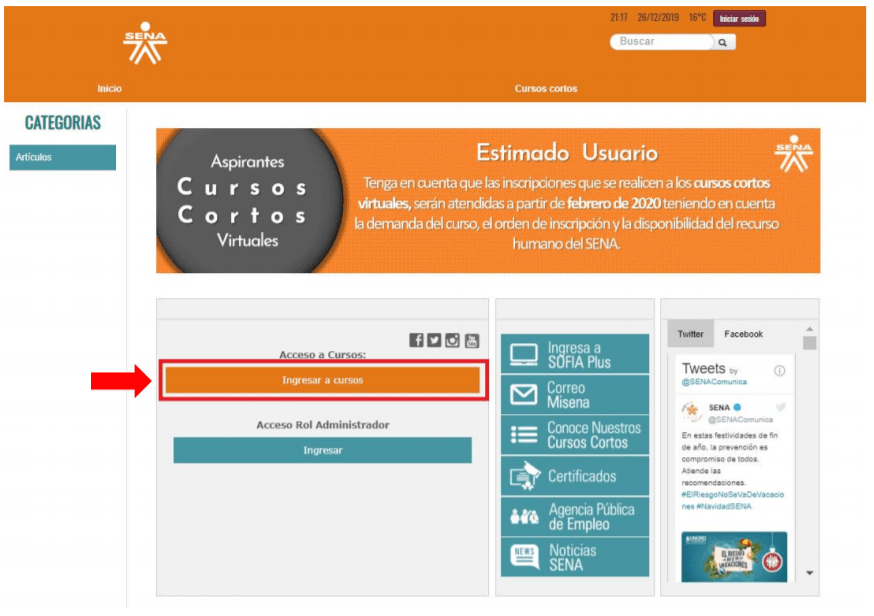 21:17 26/12/2019 16°C Iniciar sesión
SENA
Buscar
Inicio
Cursos cortos
CATEGORIAS
Artículos
Aspirantes
Cursos
Cortos
Virtuales
Estimado Usuario
SENA
Tenga en cuenta que las inscripciones que se realicen a los cursos cortos
virtuales, serán atendidas a partir de febrero de 2020 teniendo en cuenta
la demanda del curso, el orden de inscripción y la disponibilidad del recurso
humano del SENA.
Acceso a Cursos:
Ingresar a cursos
Acceso Rol Administrador
Ingresar
Ingresa a
SOFIA Plus
Correo
Misena
Conoce Nuestros
Cursos Cortos
Certificados
Agencia Pública
de Empleo
NEWS
Noticias
SENA
Twitter Facebook
Tweets by
@SENAComunica
SENA
@SENAComunica
En estas festividades de fin
de año, la prevención es
compromiso de todos.
Atiende las
recomendaciones.
#ElRiesgoNoSeVaDeVacacio
nes #NavidadSENA
EL RIESGO
VACACIONES